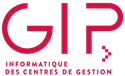 GIP
INFORMATIQUE
DES CENTRES DE GESTION